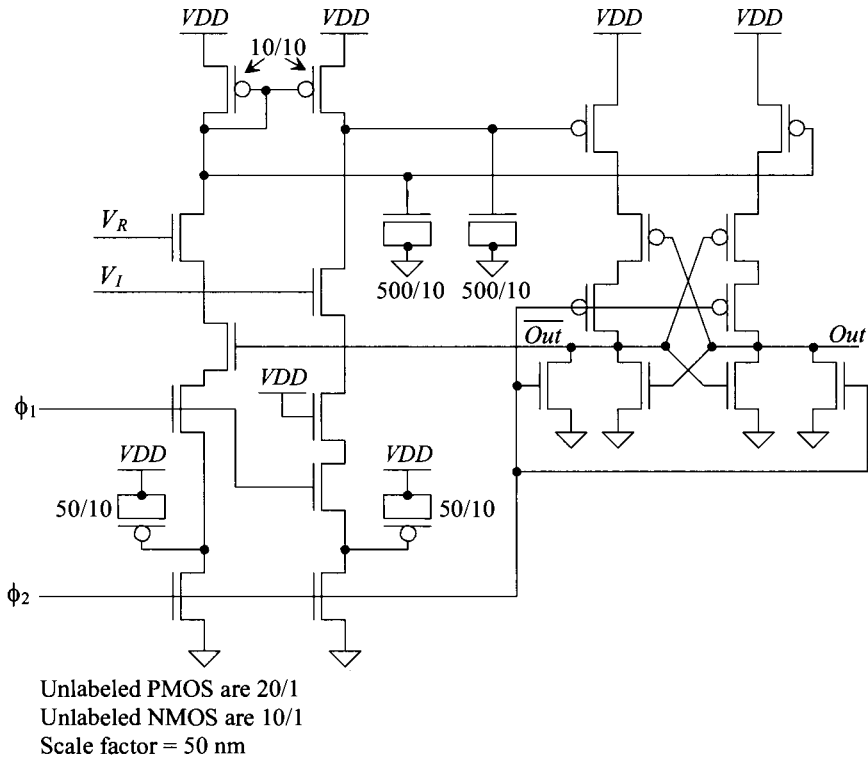 VDD
VDD
VDD
VDD
10/10
V_R
V_I
500/10
500/10
\overline{Out}
Out
VDD
ϕ1
VDD
VDD
50/10
50/10
ϕ2
Unlabeled PMOS are 20/1
Unlabeled NMOS are 10/1
Scale factor = 50 nm